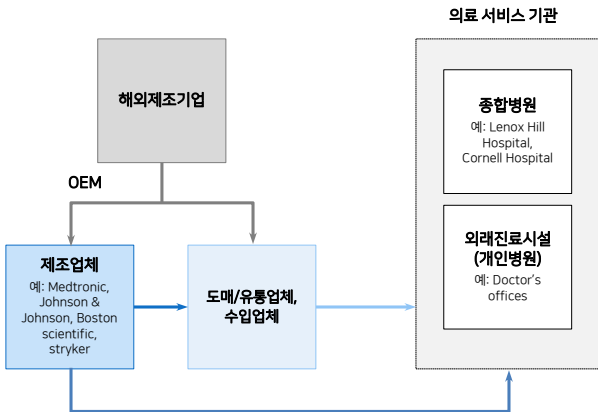 의료 서비스 기관
해외제조기업
OEM
종합병원
예: Lenox Hill
Hospital,
Cornell Hospital
제조업체
예: Medtronic,
Johnson &
Johnson, Boston
scientific,
stryker
도매/유통업체,
수입업체
외래진료시설
(개인병원)
예: Doctor's
offices